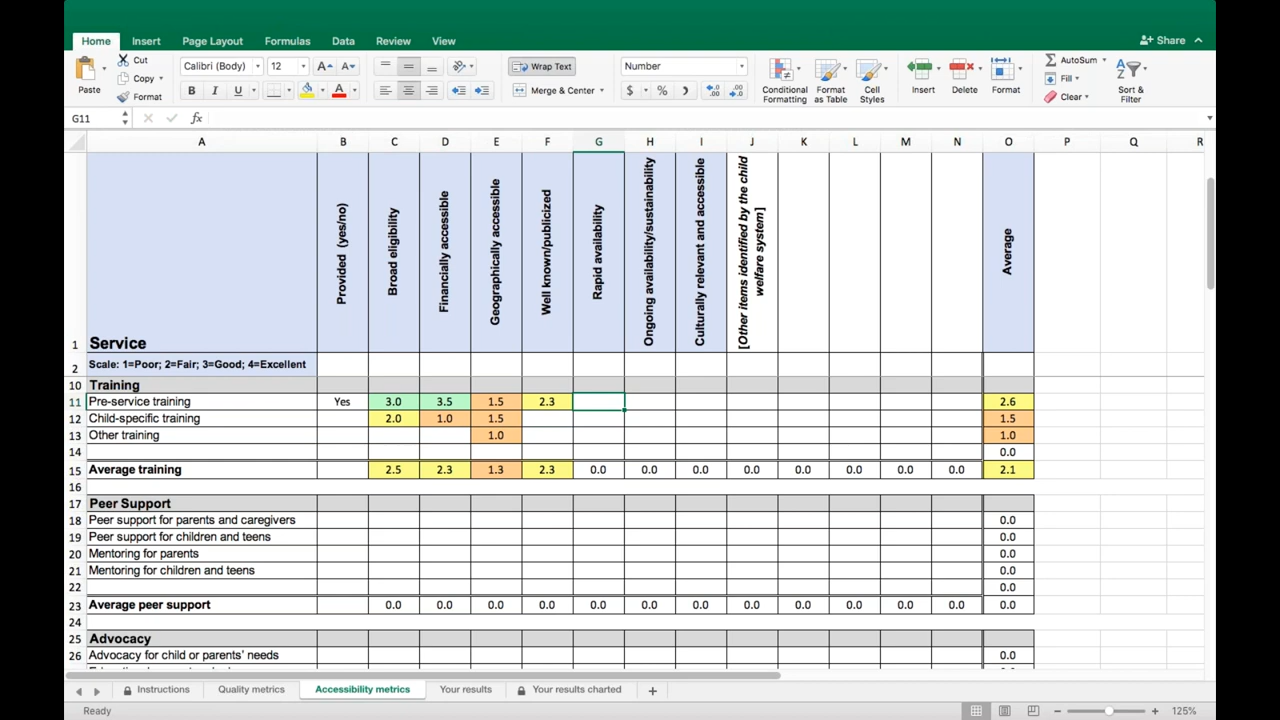 Home Insert Page Layout Formulas Data Review View Share
Cut Calibri (Body) 12 Wrap Text Number AutoSum
Paste Copy Fill
Format Merge & Center $ % Conditional Formatting Format as Table Cell Styles Insert Delete Format Clear Sort & Filter
G11 fx
A B C D E F G H I J K L M N O P Q R
1 Service Provided (yes/no) Broad eligibility Financially accessible Geographically accessible Well known/publicized Rapid availability Ongoing availability/sustainability Culturally relevant and accessible [Other items identified by the child welfare system] Average
2 Scale: 1=Poor; 2=Fair; 3=Good; 4=Excellent
10 Training
11 Pre-service training Yes 3.0 3.5 1.5 2.3 2.6
12 Child-specific training 2.0 1.0 1.5 1.5
13 Other training 1.0 1.0
14 0.0
15 Average training 2.5 2.3 1.3 2.3 0.0 0.0 0.0 0.0 0.0 0.0 0.0 0.0 2.1
16
17 Peer Support
18 Peer support for parents and caregivers 0.0
19 Peer support for children and teens 0.0
20 Mentoring for parents 0.0
21 Mentoring for children and teens 0.0
22 0.0
23 Average peer support 0.0 0.0 0.0 0.0 0.0 0.0 0.0 0.0 0.0 0.0 0.0 0.0 0.0
24
25 Advocacy
26 Advocacy for child or parents' needs 0.0
Instructions Quality metrics Accessibility metrics Your results Your results charted
Ready 125%